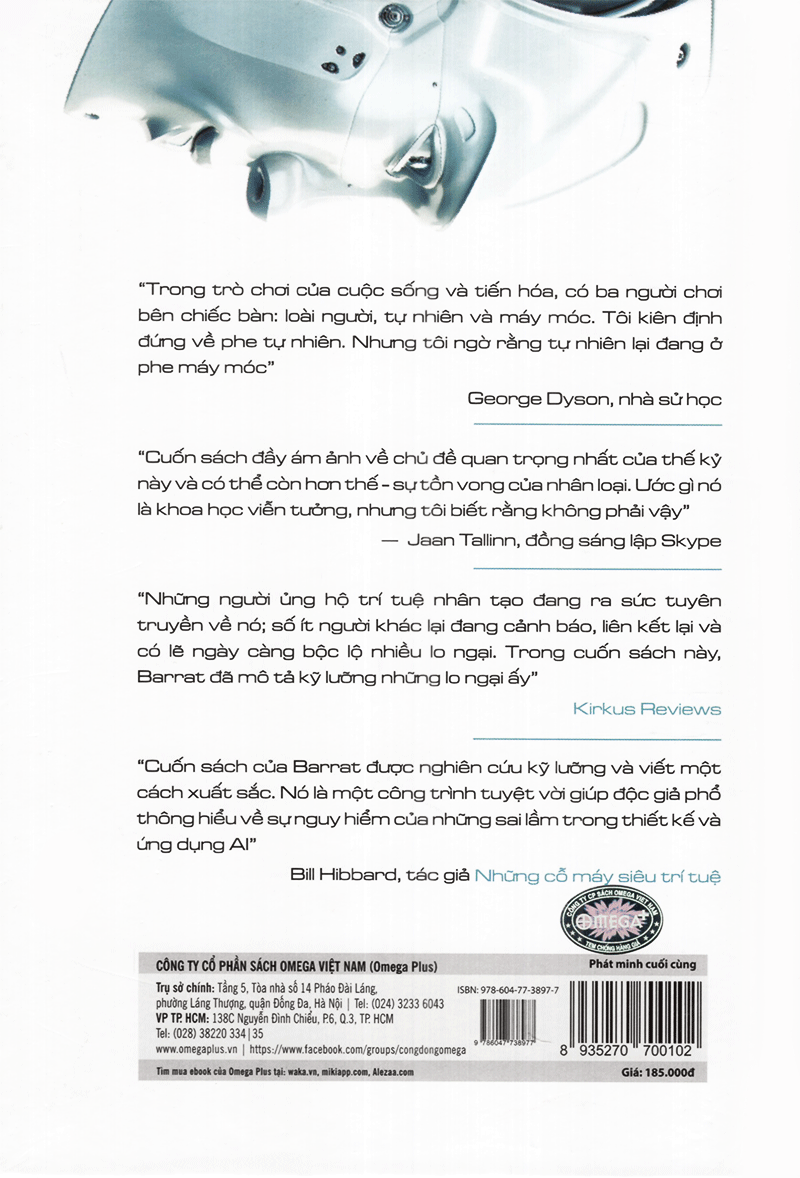 “Trong trò chơi của cuộc sống và tiến hóa, có ba người chơi
bên chiếc bàn: loài người, tự nhiên và máy móc. Tôi kiên định
đứng về phe tự nhiên. Nhưng tôi ngờ rằng tự nhiên lại đang ở
phe máy móc”
George Dyson, nhà sử học
“Cuốn sách đầy ám ảnh về chủ đề quan trọng nhất của thế kỷ
này và có thể còn hơn thế - sự tồn vong của nhân loại. Ước gì nó
là khoa học viễn tưởng, nhưng tôi biết rằng không phải vậy”
— Jaan Tallinn, đồng sáng lập Skype
“Những người ủng hộ trí tuệ nhân tạo đang ra sức tuyên
truyền về nó; số ít người khác lại đang cảnh báo, liên kết lại và
có lẽ ngày càng bộc lộ nhiều lo ngại. Trong cuốn sách này,
Barrat đã mô tả kỹ lưỡng những lo ngại ấy”
Kirkus Reviews
“Cuốn sách của Barrat được nghiên cứu kỹ lưỡng và viết một
cách xuất sắc. Nó là một công trình tuyệt vời giúp độc giả phổ
thông hiểu về sự nguy hiểm của những sai lầm trong thiết kế và
ứng dụng AI”
Bill Hibbard, tác giả Những cỗ máy siêu trí tuệ
CÔNG TY CP SÁCH OMEGA VIỆT NAM
OMEGA+
TEM CHỐNG HÀNG GIẢ
CÔNG TY CỔ PHẦN SÁCH OMEGA VIỆT NAM (Omega Plus)
Trụ sở chính: Tầng 5, Tòa nhà số 14 Pháo Đài Láng,
phường Láng Thượng, quận Đống Đa, Hà Nội | Tel: (024) 3233 6043
VP TP. HCM: 138C Nguyễn Đình Chiểu, P.6, Q.3, TP. HCM
Tel: (028) 38220 334 | 35
www.omegaplus.vn | https://www.facebook.com/groups/congdongomega
Tìm mua ebook của Omega Plus tại: waka.vn, mikiapp.com, Alezaa.com
ISBN: 978-604-77-3897-7
9 786047 738977
Phát minh cuối cùng
8 935270 700102
Giá: 185.000đ